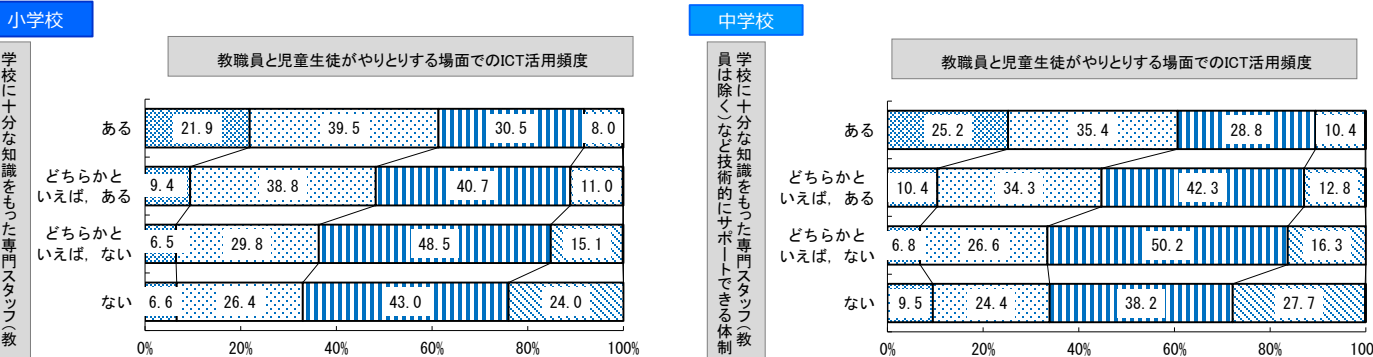 小学校
学校に十分な知識をもった専門スタッフ（教
教職員と児童生徒がやりとりする場面でのICT活用頻度
ある
21.9
39.5
30.5
8.0
どちらかと
いえば，ある
9.4
38.8
40.7
11.0
どちらかと
いえば，ない
6.5
29.8
48.5
15.1
ない
6.6
26.4
43.0
24.0
0%
20%
40%
60%
80%
100%
中学校
学校に十分な知識をもった専門スタッフ（教
員は除く）など技術的にサポートできる体制
教職員と児童生徒がやりとりする場面でのICT活用頻度
ある
25.2
35.4
28.8
10.4
どちらかと
いえば，ある
10.4
34.3
42.3
12.8
どちらかと
いえば，ない
6.8
26.6
50.2
16.3
ない
9.5
24.4
38.2
27.7
0%
20%
40%
60%
80%
100